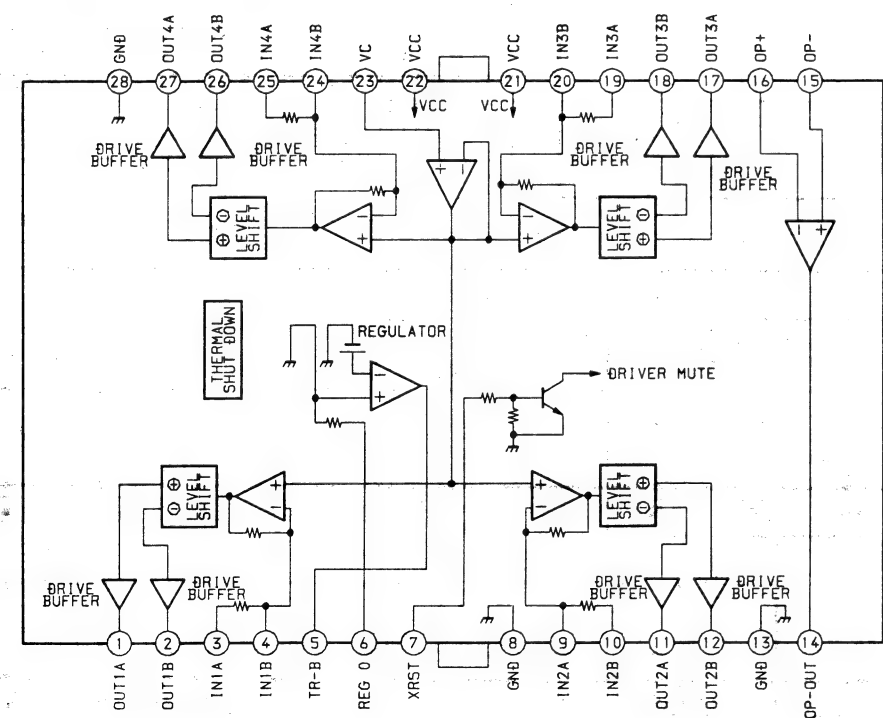 GND
OUT4A
OUT4B
IN4A
IN4B
VC
VCC
VCC
IN3B
IN3A
OUT3B
OUT3A
OP+
OP-
28
27
26
25
24
23
22
21
20
19
18
17
16
15
VCC
VCC
DRIVE
BUFFER
DRIVE
BUFFER
DRIVE
BUFFER
DRIVE
BUFFER
+
-
-
+
⊖
⊕
LEVEL
SHIFT
-
+
-
+
LEVEL
SHIFT
⊖
⊕
THERMAL
SHUT DOWN
REGULATOR
-
+
DRIVER MUTE
⊕
⊖
LEVEL
SHIFT
+
-
+
-
LEVEL
SHIFT
⊕
⊖
DRIVE
BUFFER
DRIVE
BUFFER
DRIVE
BUFFER
DRIVE
BUFFER
1
2
3
4
5
6
7
8
9
10
11
12
13
14
OUT1A
OUT1B
IN1A
IN1B
TR-B
REG O
XRST
GND
IN2A
IN2B
OUT2A
OUT2B
GND
OP-OUT